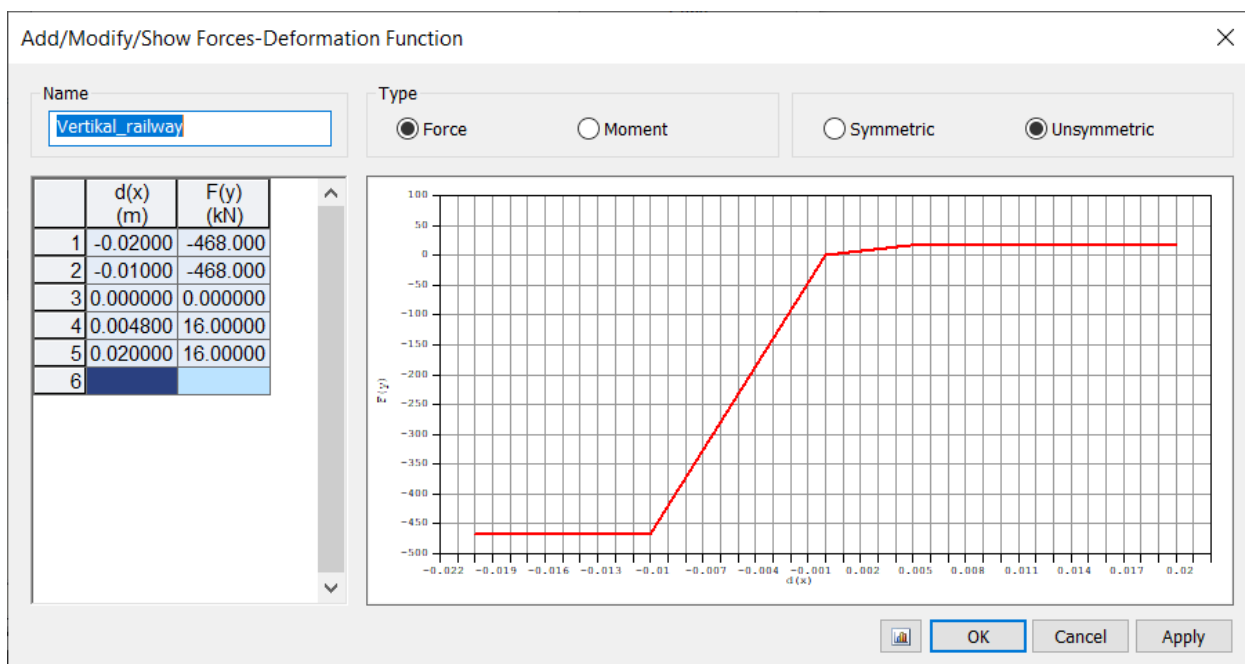 Add/Modify/Show Forces-Deformation Function
Name
Vertikal_railway
Type
Force
Moment
Symmetric
Unsymmetric
d(x) F(y)
(m) (kN)
1 -0.02000 -468.000
2 -0.01000 -468.000
3 0.000000 0.000000
4 0.004800 16.00000
5 0.020000 16.00000
6
100
50
0
-50
-100
-150
-200
-250
-300
-350
-400
-450
-500
F(y)
-0.022 -0.019 -0.016 -0.013 -0.01 -0.007 -0.004 -0.001 0.002 0.005 0.008 0.011 0.014 0.017 0.02
d(x)
OK Cancel Apply